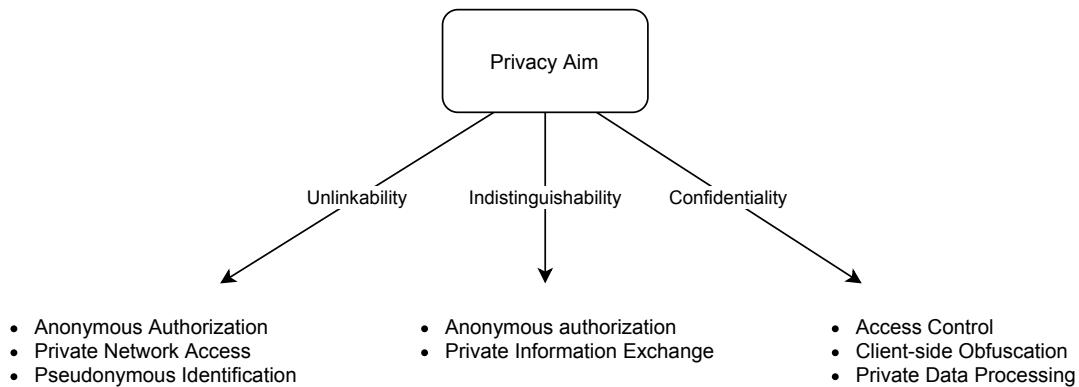 Privacy Aim
Unlinkability
Indistinguishability
Confidentiality
• Anonymous Authorization
• Private Network Access
• Pseudonymous Identification
• Anonymous authorization
• Private Information Exchange
• Access Control
• Client-side Obfuscation
• Private Data Processing